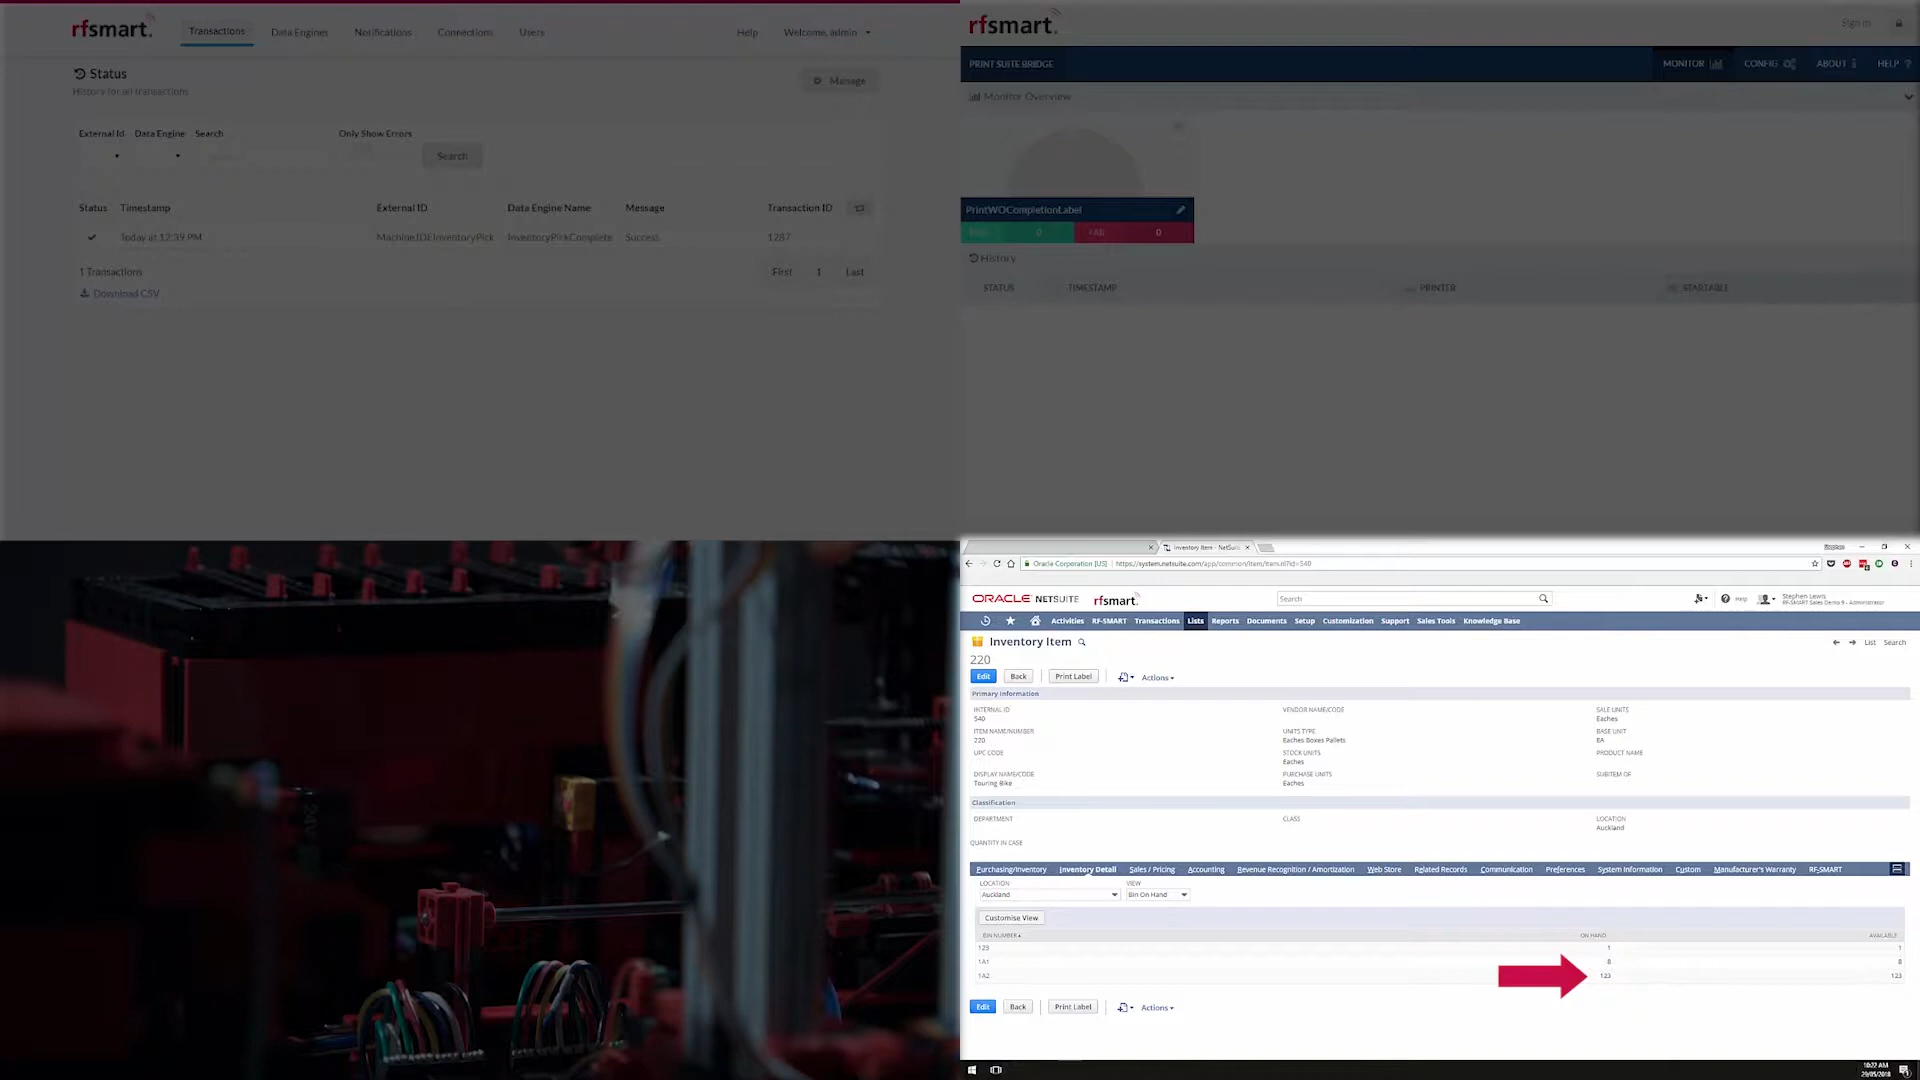 rfsmart.
Transactions
Data Engines
Notifications
Connections
Users
Help
Welcome, admin
Status
History for all transactions
Manage
External Id
Data Engine
Search
Only Show Errors
Search
Status
Timestamp
External ID
Data Engine Name
Message
Transaction ID
Today at 12:39 PM
MachineIDEInventoryPick
InventoryPickComplete
Success
1287
1 Transactions
First
1
Last
Download CSV
rfsmart.
Sign in
PRINT SUITE BRIDGE
MONITOR
CONFIG
ABOUT
HELP ?
Monitor Overview
PrintWOCompletionLabel
0
FAIL
0
History
STATUS
TIMESTAMP
PRINTER
STARTABLE
24V
Inventory Item - NetSuite
Stephen
Oracle Corporation [US]
https://system.netsuite.com/app/common/item/item.nl?id=540
ORACLE NETSUITE
rfsmart.
Search
Help
Stephen Lewis
RF-SMART Sales Demo 9 - Administrator
Activities
RF-SMART
Transactions
Lists
Reports
Documents
Setup
Customization
Support
Sales Tools
Knowledge Base
Inventory Item
List
Search
220
Edit
Back
Print Label
Actions
Primary Information
INTERNAL ID
540
ITEM NAME/NUMBER
220
UPC CODE
DISPLAY NAME/CODE
Touring Bike
VENDOR NAME/CODE
UNITS TYPE
Eaches Boxes Pallets
STOCK UNITS
Eaches
PURCHASE UNITS
Eaches
SALE UNITS
Eaches
BASE UNIT
EA
PRODUCT NAME
SUBITEM OF
Classification
DEPARTMENT
CLASS
LOCATION
Auckland
QUANTITY IN CASE
Purchasing/Inventory
Inventory Detail
Sales / Pricing
Accounting
Revenue Recognition / Amortization
Web Store
Related Records
Communication
Preferences
System Information
Custom
Manufacturer's Warranty
RF-SMART
LOCATION
Auckland
VIEW
Bin On Hand
Customise View
BIN NUMBER
ON HAND
AVAILABLE
123
1
1
1A1
8
8
1A2
123
123
Edit
Back
Print Label
Actions
10:22 AM
29/05/2018